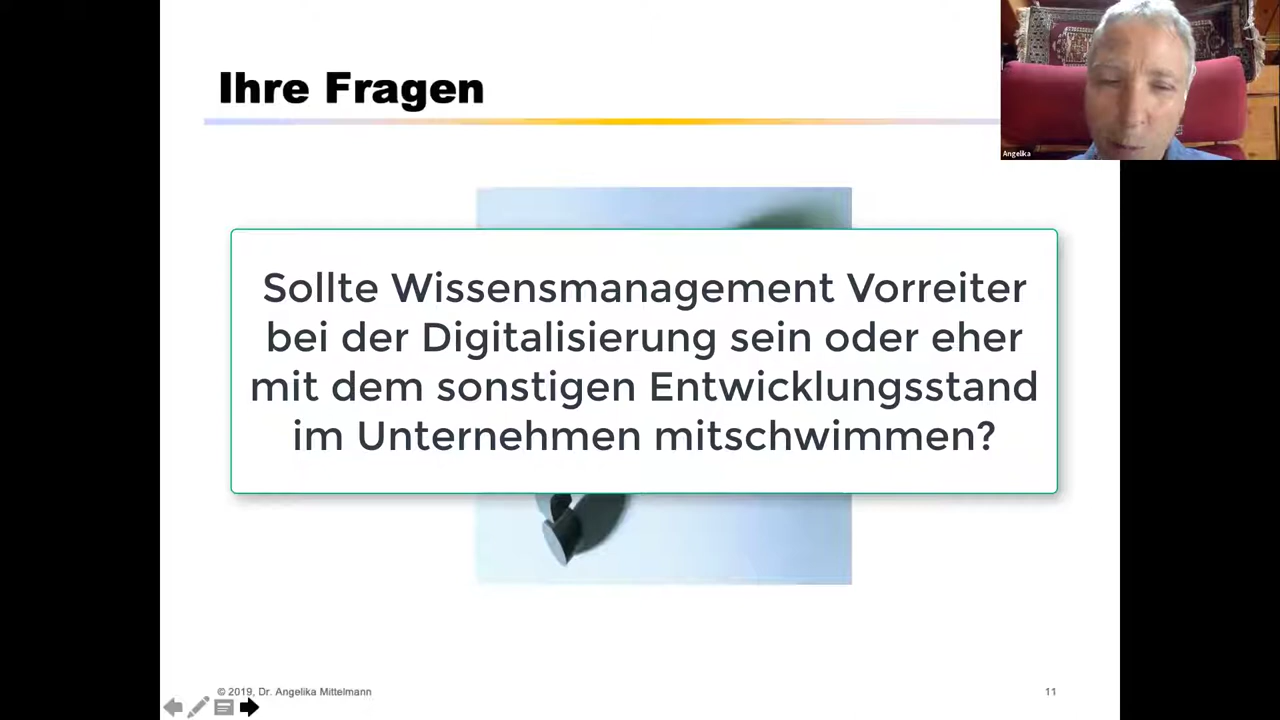 Ihre Fragen
Angelika
Sollte Wissensmanagement Vorreiter
bei der Digitalisierung sein oder eher
mit dem sonstigen Entwicklungsstand
im Unternehmen mitschwimmen?
© 2019, Dr. Angelika Mittelmann
11